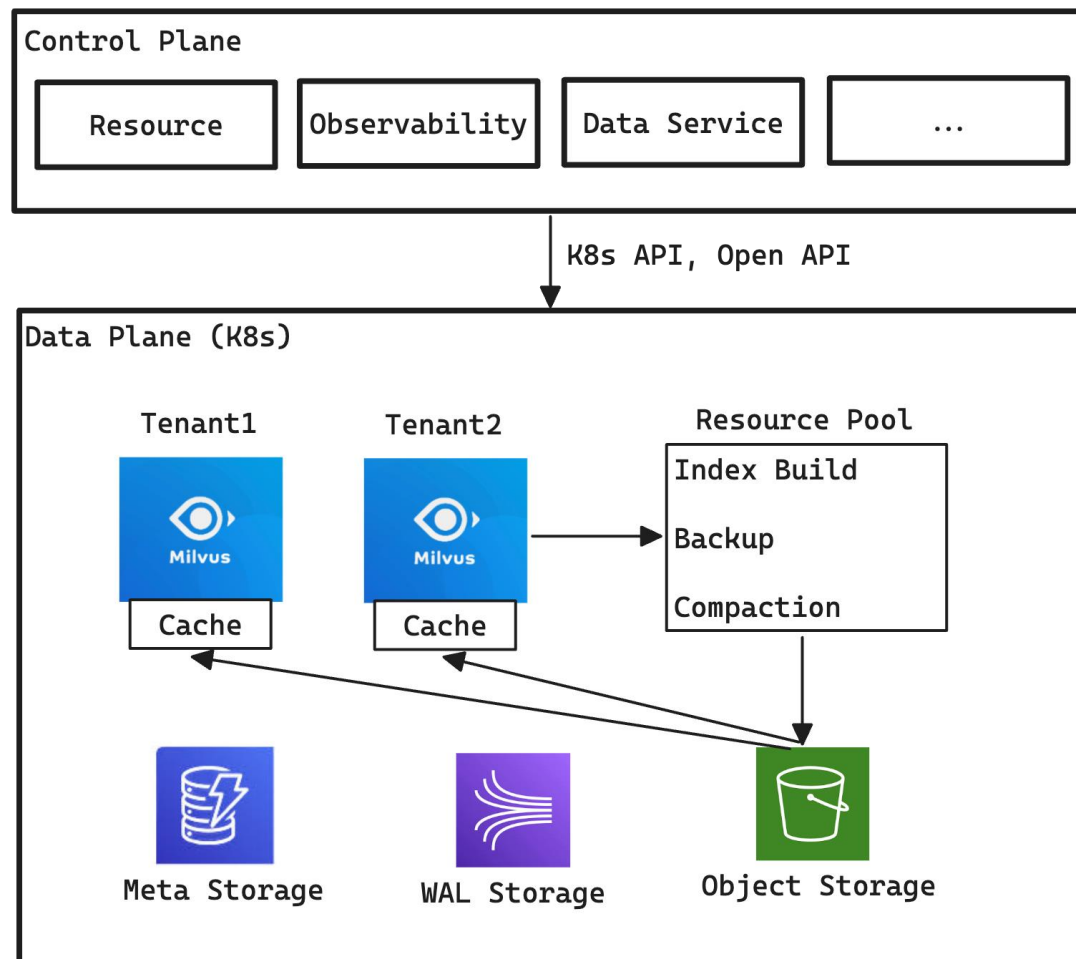 Control Plane
Resource
Observability
Data Service
...
K8s API, Open API
Data Plane (K8s)
Tenant1
Tenant2
Resource Pool
Milvus
Milvus
Index Build
Backup
Compaction
Cache
Cache
Meta Storage
WAL Storage
Object Storage